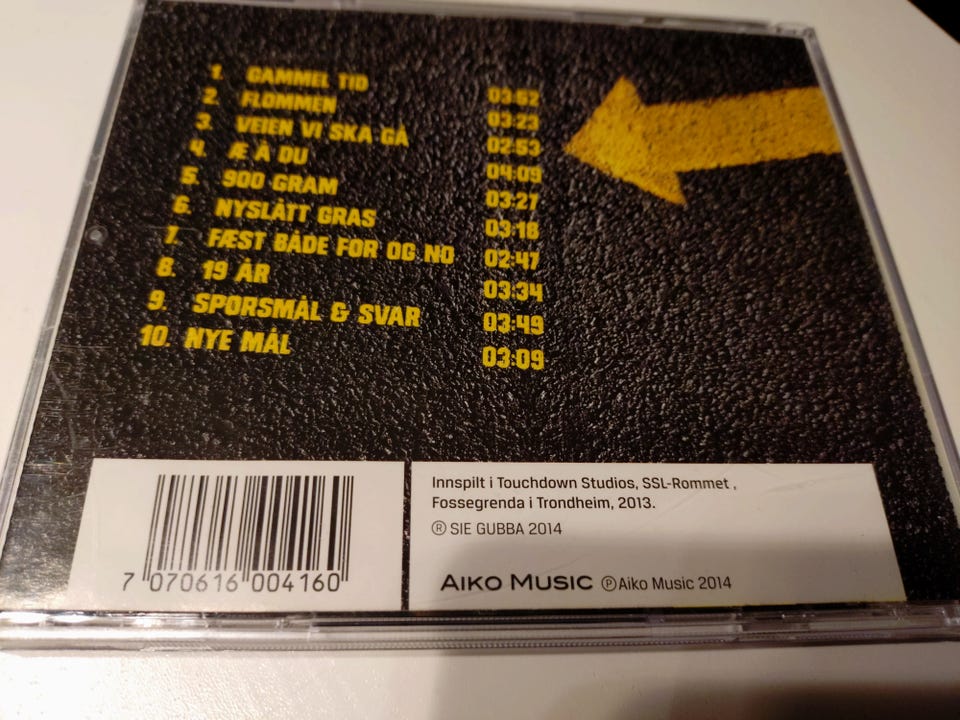 1. GAMMEL TID 03:52
2. FLOMMEN 03:23
3. VEIEN VI SKA GÅ 02:53
4. Æ Å DU 04:09
5. 900 GRAM 03:27
6. NYSLÅTT GRAS 03:18
7. FÆST BÅDE FOR OG NO 02:47
8. 19 ÅR 03:34
9. SPØRSMÅL & SVAR 03:49
10. NYE MÅL 03:09
7 070616 004160
Innspilt i Touchdown Studios, SSL-Rommet ,
Fossegrenda i Trondheim, 2013.
Ⓡ SIE GUBBA 2014
AIKO MUSIC ℗Aiko Music 2014